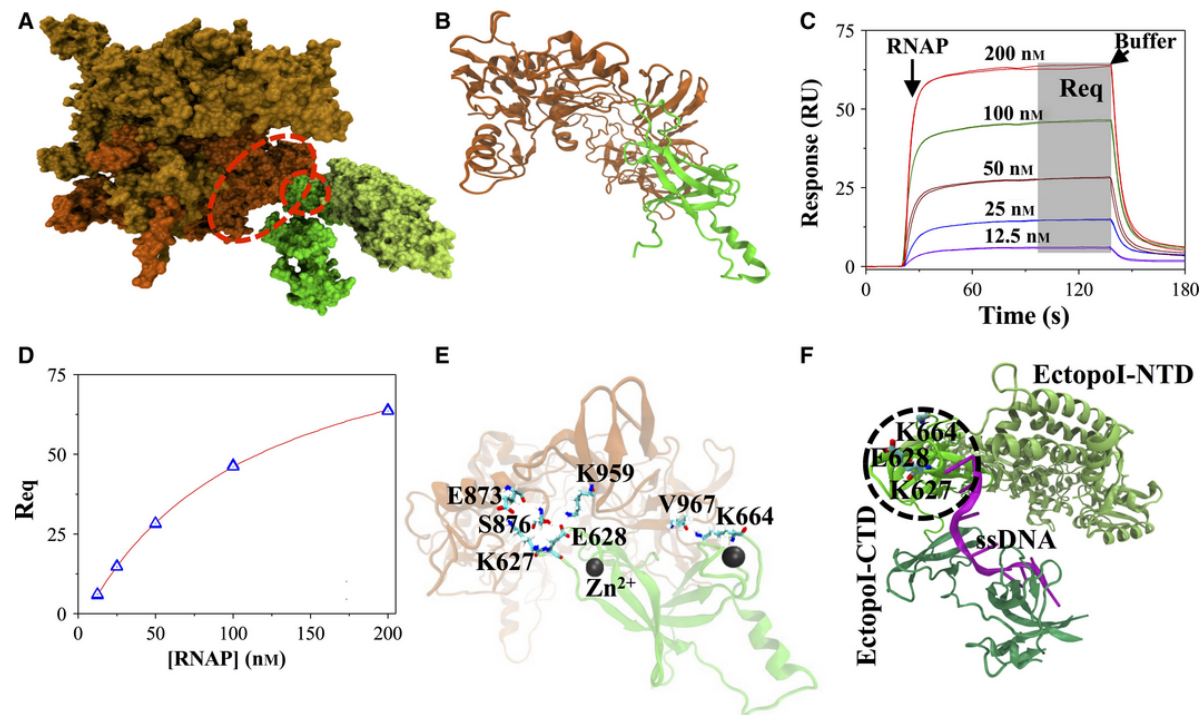 A
B
C
75
50
25
0
Response (RU)
RNAP
200 nM
Buffer
Req
100 nM
50 nM
25 nM
12.5 nM
0
60
120
180
Time (s)
D
75
50
25
0
Req
0
50
100
150
200
[RNAP] (nM)
E
K959
E873
V967
S876
K664
E628
K627
Zn2+
F
EctopoI-NTD
K664
E628
K627
ssDNA
EctopoI-CTD